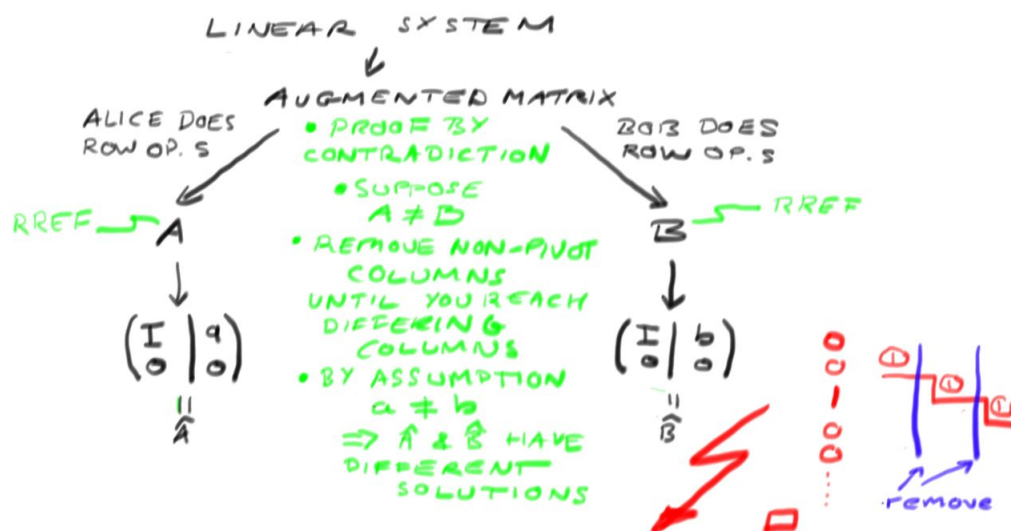 LINEAR SYSTEM
AUGMENTED MATRIX
ALICE DOES
ROW OP.S
BOB DOES
ROW OP.S
• PROOF BY
CONTRADICTION
• SUPPOSE
A ≠ B
RREF
A
B
RREF
• REMOVE NON-PIVOT
COLUMNS
UNTIL YOU REACH
DIFFERING
COLUMNS
(I | a)
(0 | 0)
=
Â
(I | b)
(0 | 0)
=
B̂
• BY ASSUMPTION
a ≠ b
⇒ Â & B̂ HAVE
DIFFERENT
SOLUTIONS
0
0
1
0
0
⋮
① ① ①
remove